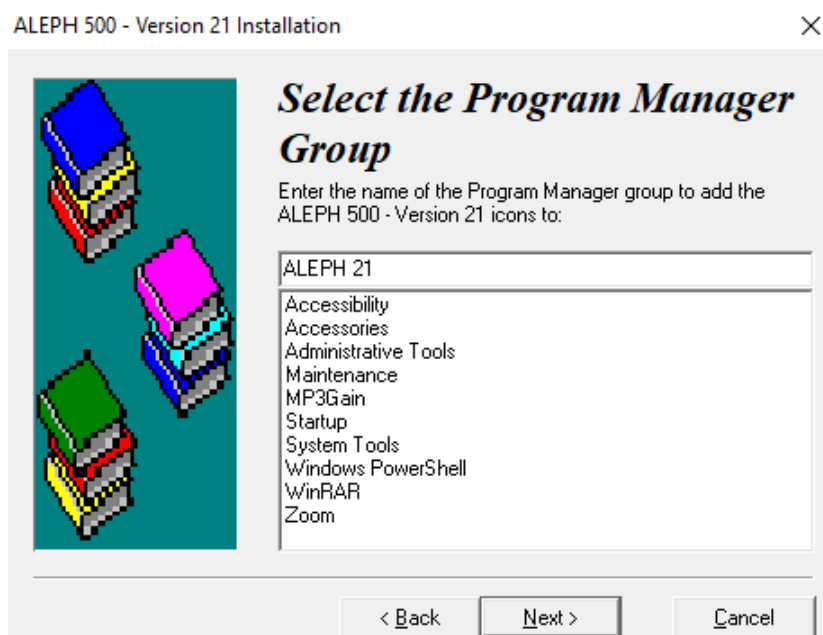 ALEPH 500 - Version 21 Installation
Select the Program Manager
Group
Enter the name of the Program Manager group to add the
ALEPH 500 - Version 21 icons to:
ALEPH 21
Accessibility
Accessories
Administrative Tools
Maintenance
MP3Gain
Startup
System Tools
Windows PowerShell
WinRAR
Zoom
< Back
Next >
Cancel